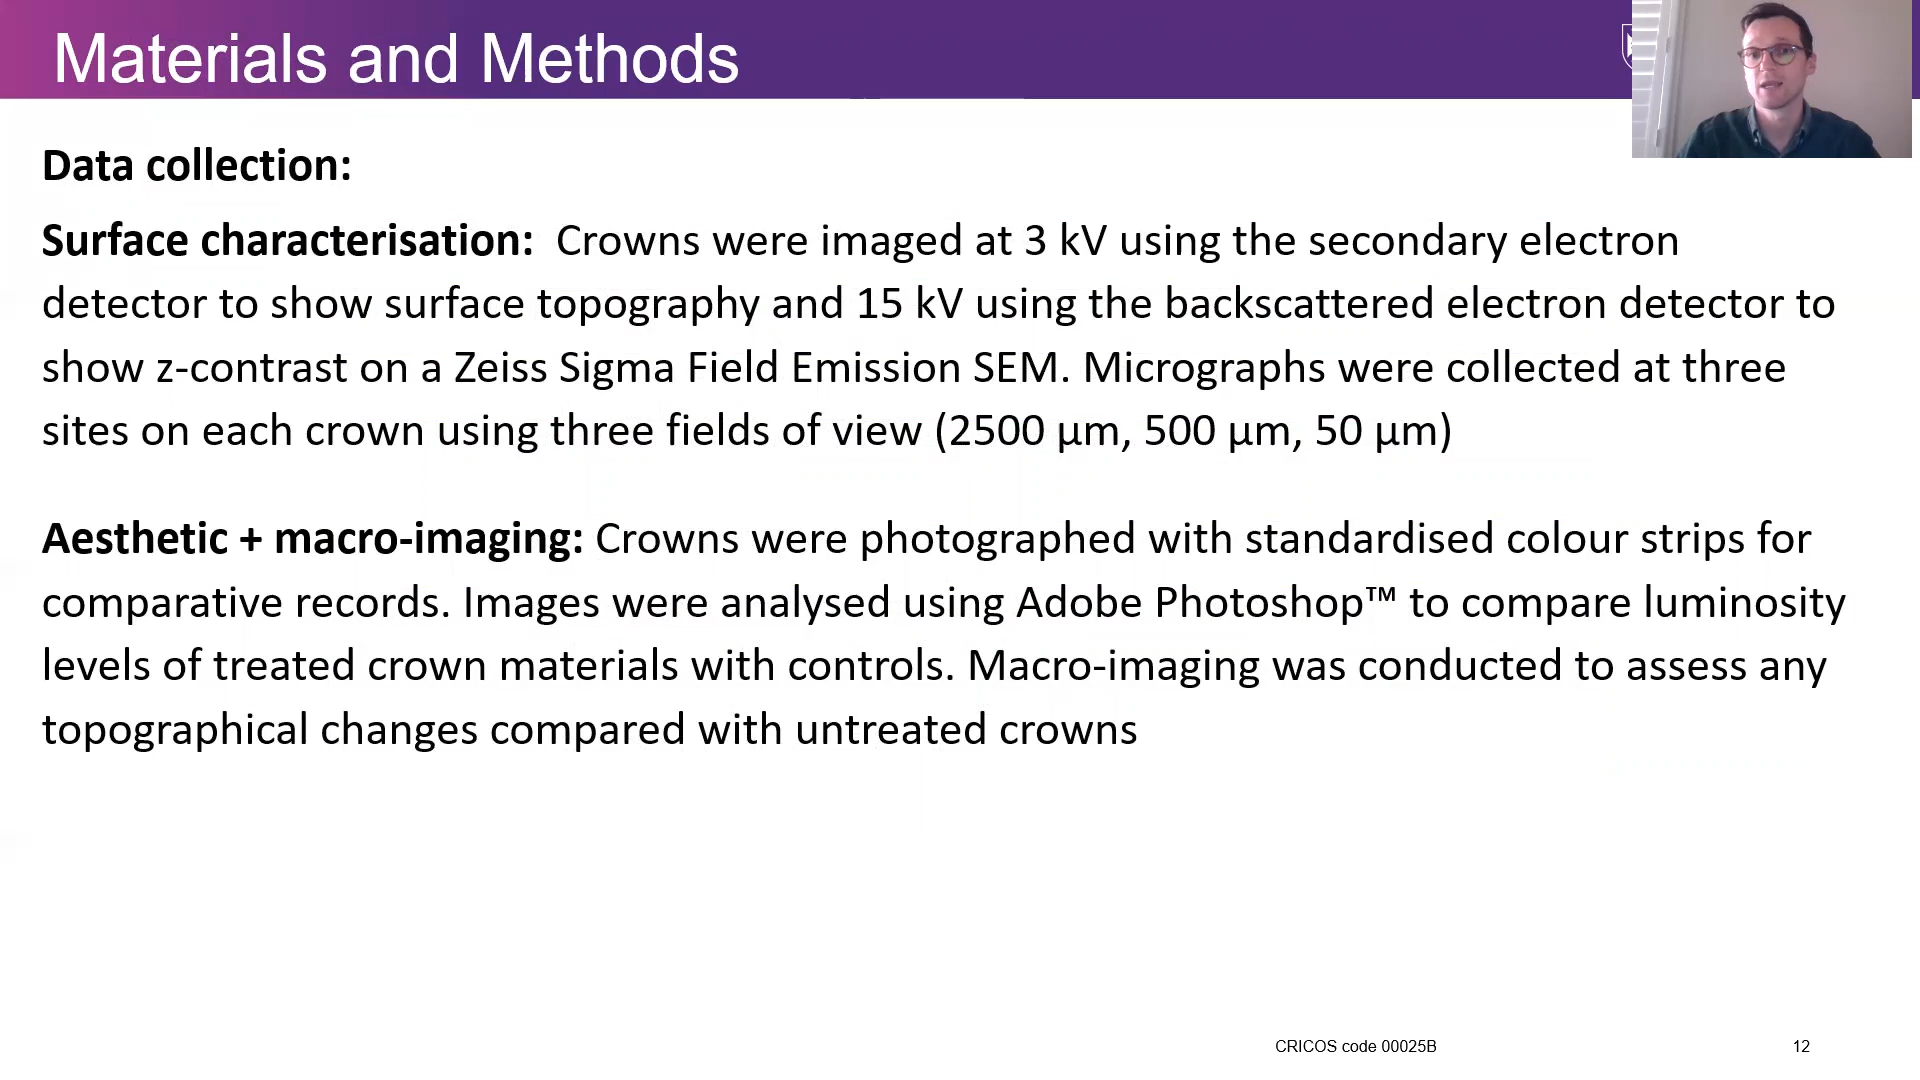 Materials and Methods
Data collection:
Surface characterisation: Crowns were imaged at 3 kV using the secondary electron
detector to show surface topography and 15 kV using the backscattered electron detector to
show z-contrast on a Zeiss Sigma Field Emission SEM. Micrographs were collected at three
sites on each crown using three fields of view (2500 µm, 500 µm, 50 µm)
Aesthetic + macro-imaging: Crowns were photographed with standardised colour strips for
comparative records. Images were analysed using Adobe Photoshop™ to compare luminosity
levels of treated crown materials with controls. Macro-imaging was conducted to assess any
topographical changes compared with untreated crowns
CRICOS code 00025B
12